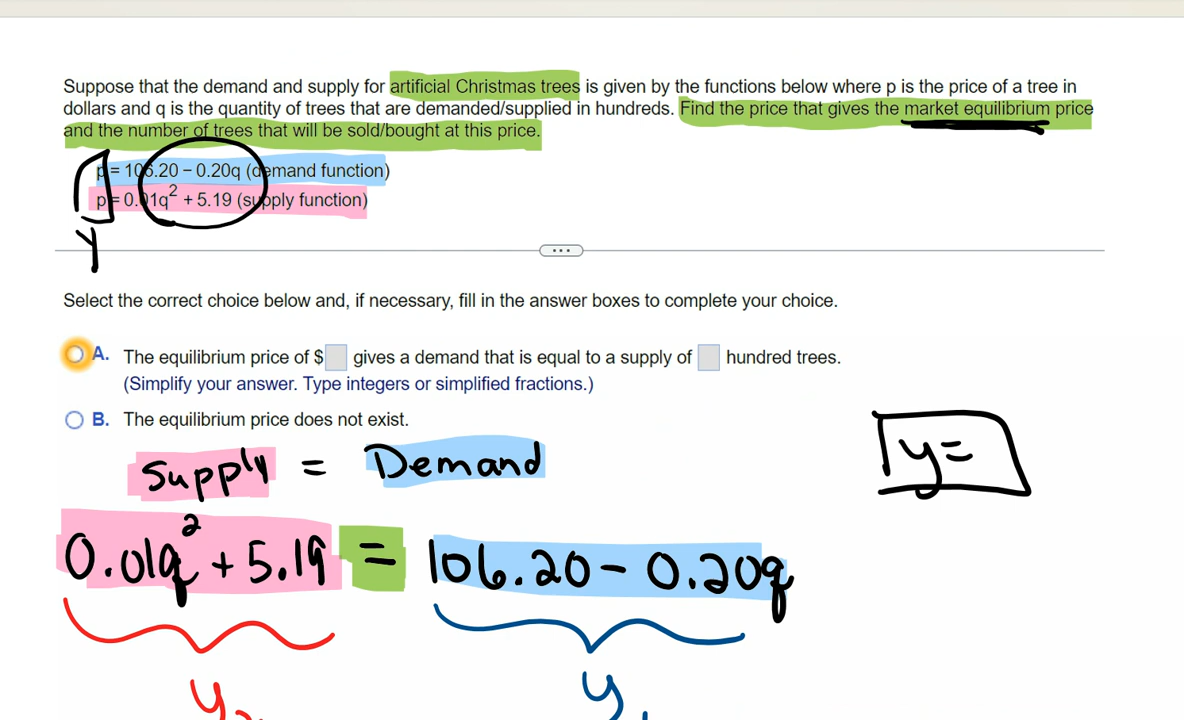 Suppose that the demand and supply for artificial Christmas trees is given by the functions below where p is the price of a tree in
dollars and q is the quantity of trees that are demanded/supplied in hundreds. Find the price that gives the market equilibrium price
and the number of trees that will be sold/bought at this price.
p = 106.20 − 0.20q (demand function)
p = 0.01q² + 5.19 (supply function)
y
Select the correct choice below and, if necessary, fill in the answer boxes to complete your choice.
A. The equilibrium price of $ gives a demand that is equal to a supply of hundred trees.
(Simplify your answer. Type integers or simplified fractions.)
B. The equilibrium price does not exist.
Supply = Demand
y=
0.01q² + 5.19 = 106.20 − 0.20q
y₂ y₁